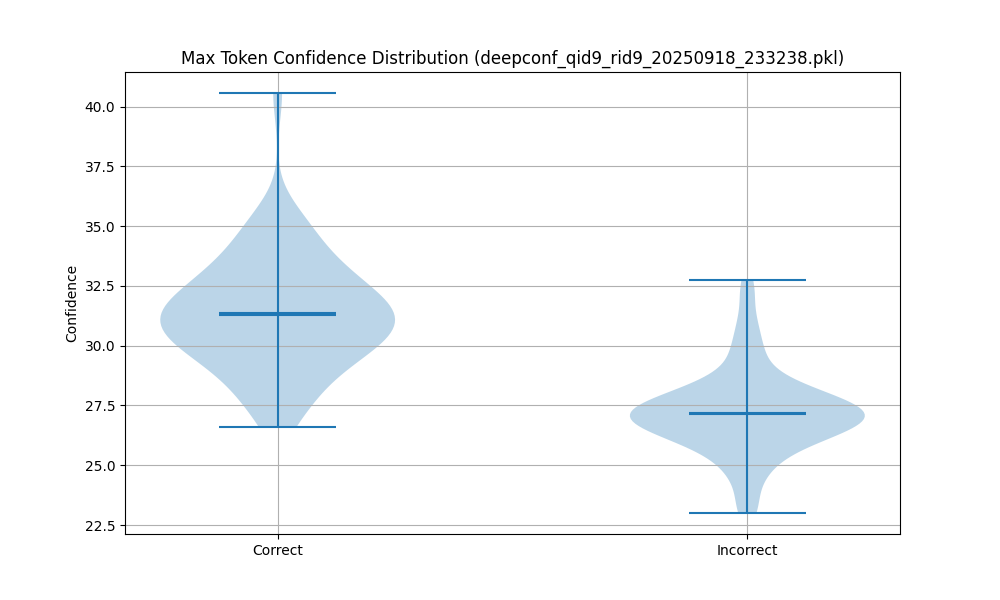 Max Token Confidence Distribution (deepconf_qid9_rid9_20250918_233238.pkl)
Confidence
40.0
37.5
35.0
32.5
30.0
27.5
25.0
22.5
Correct
Incorrect